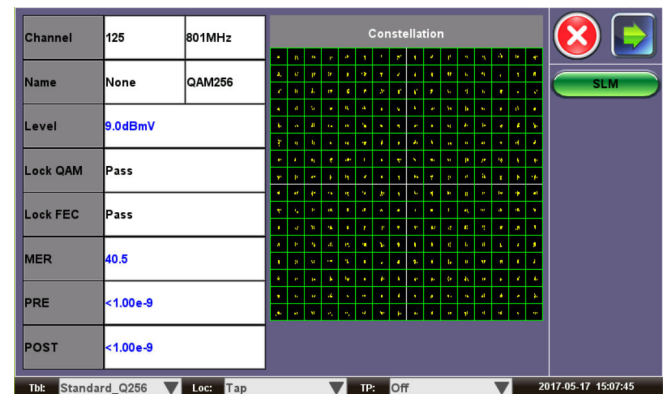 Channel 125 801MHz
Constellation
Name None QAM256
SLM
Level 9.0dBmV
Lock QAM Pass
Lock FEC Pass
MER 40.5
PRE <1.00e-9
POST <1.00e-9
Tbl: Standard_Q256 Loc: Tap TP: Off 2017-05-17 15:07:45